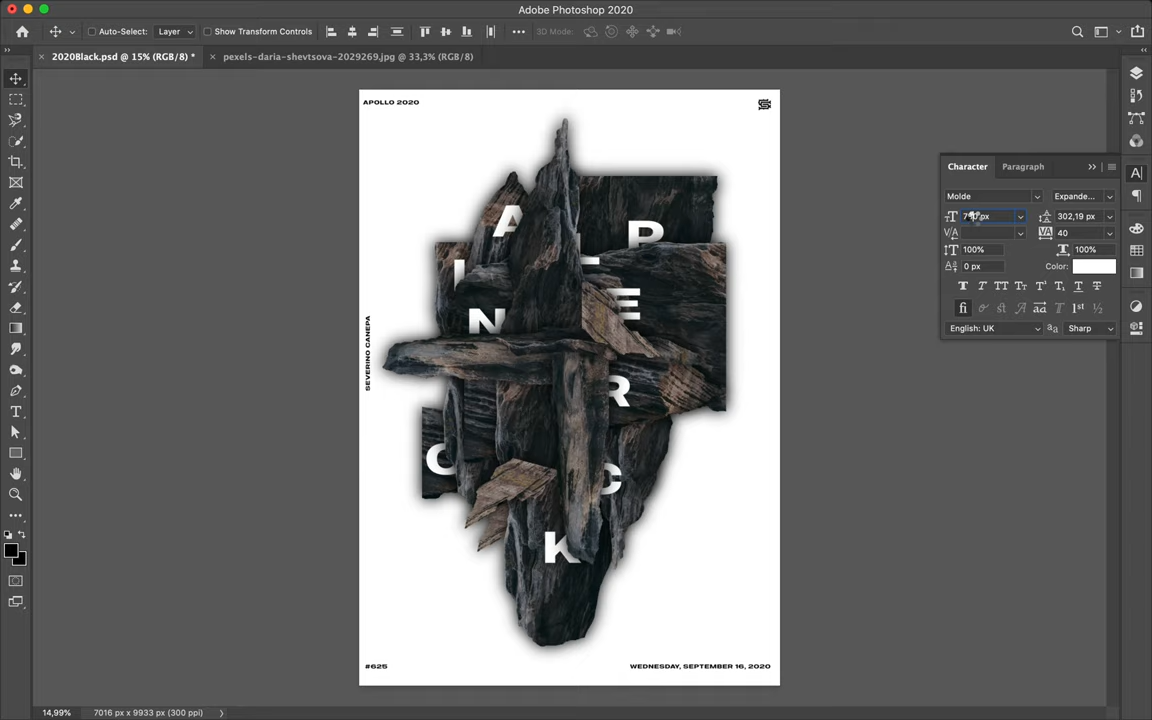 Adobe Photoshop 2020
Auto-Select: Layer Show Transform Controls 3D Mode:
2020Black.psd @ 15% (RGB/8) * pexels-daria-shevtsova-2029269.jpg @ 33,3% (RGB/8)
APOLLO 2020
A
P
L
I
E
N
R
O
C
K
SEVERINO CANEPA
#625
WEDNESDAY, SEPTEMBER 16, 2020
Character Paragraph
Molde Expande...
px 302,19 px
40
100% 100%
0 px Color:
English: UK Sharp
14,99% 7016 px x 9933 px (300 ppi)